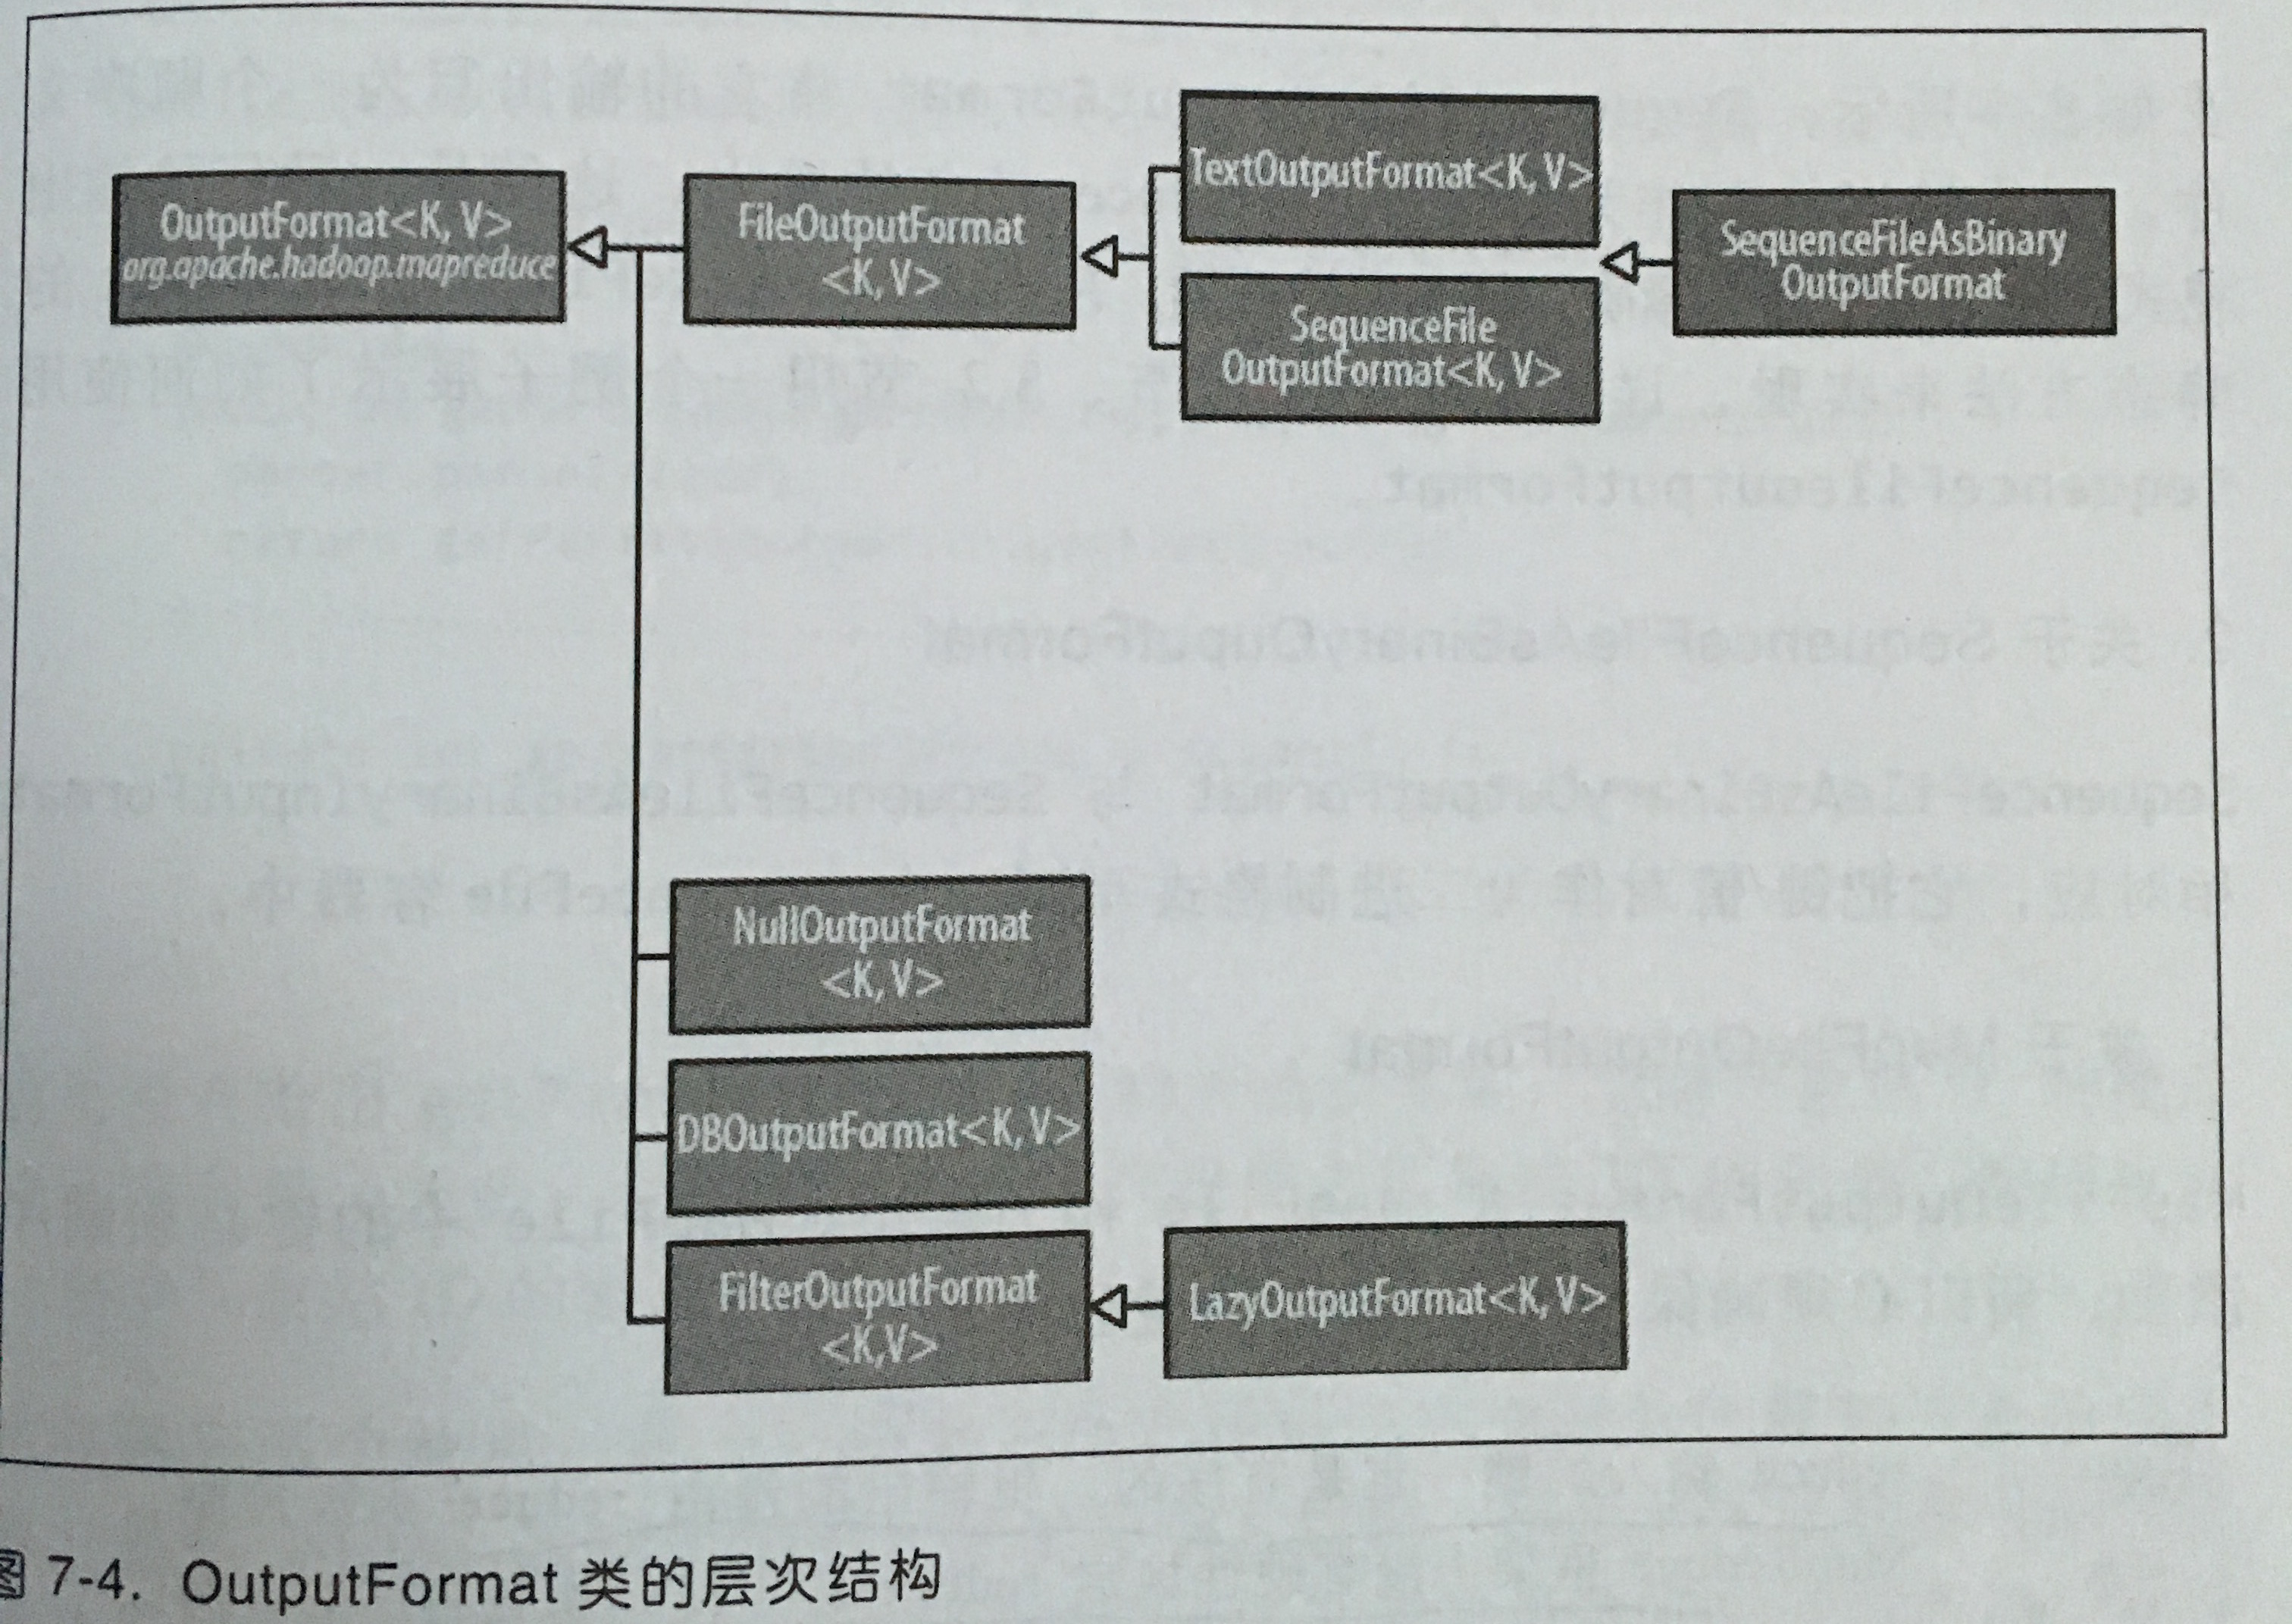 OutputFormat<K, V>
org.apache.hadoop.mapreduce
FileOutputFormat
<K, V>
TextOutputFormat<K, V>
SequenceFile
OutputFormat<K, V>
SequenceFileAsBinary
OutputFormat
NullOutputFormat
<K, V>
DBOutputFormat<K, V>
FilterOutputFormat
<K,V>
LazyOutputFormat<K, V>
图 7-4. OutputFormat 类的层次结构